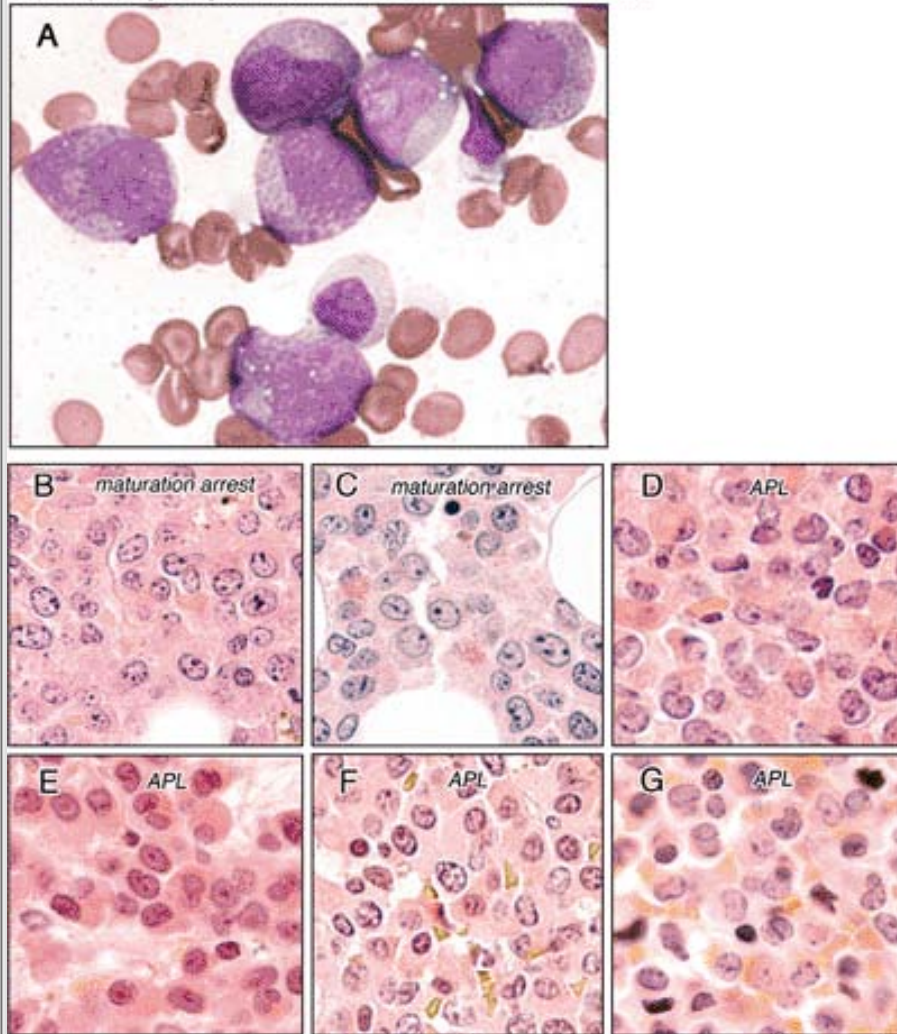 A
B maturation arrest
C maturation arrest
D APL
E APL
F APL
G APL